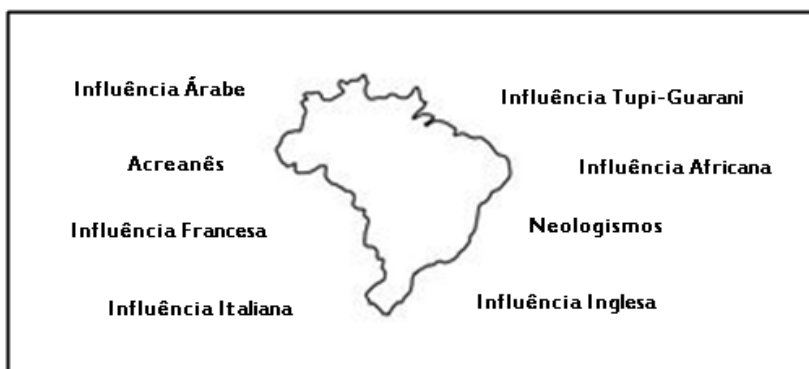 Influência Árabe
Influência Tupi-Guarani
Acreanês
Influência Africana
Influência Francesa
Neologismos
Influência Italiana
Influência Inglesa